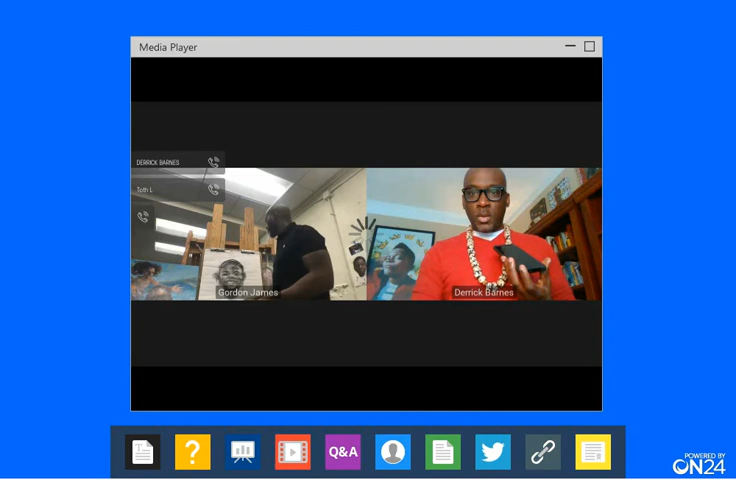 Media Player
DERRICK BARNES
Toth L
Gordon James
Derrick Barnes
?
Q&A
POWERED BY
ON24